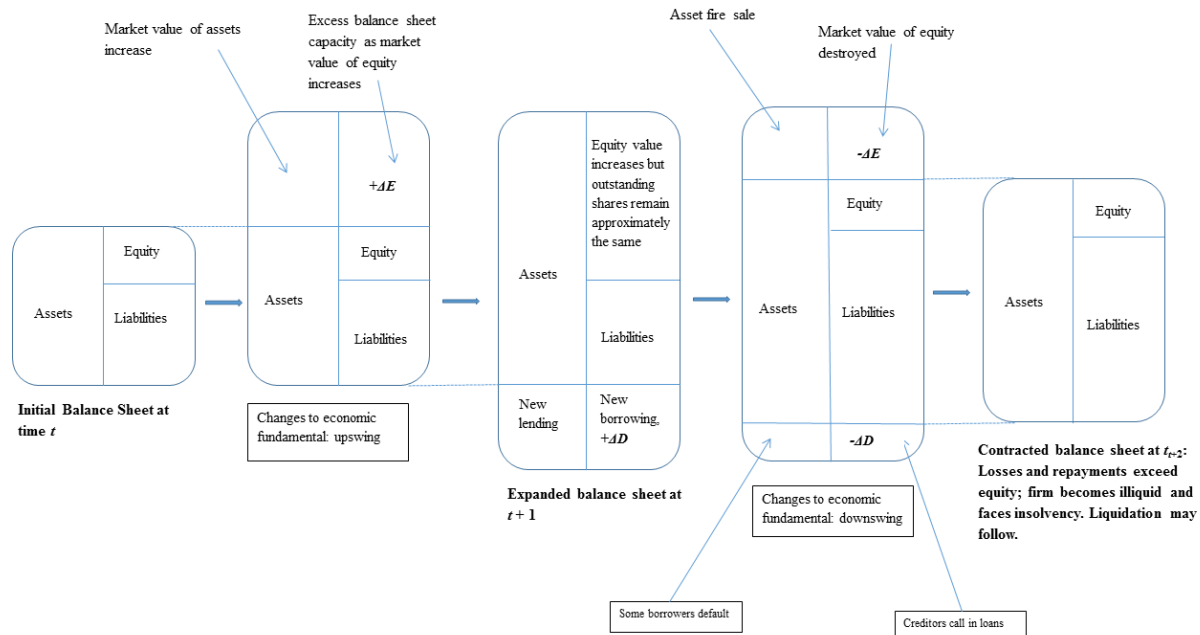 Market value of assets
increase
Excess balance sheet
capacity as market
value of equity
increases
Asset fire sale
Market value of equity
destroyed
Assets
Equity
Liabilities
Initial Balance Sheet at
time t
+ΔE
Equity
Assets
Liabilities
Changes to economic
fundamental: upswing
Equity value
increases but
outstanding
shares remain
approximately
the same
Assets
Liabilities
New
lending
New
borrowing,
+ΔD
Expanded balance sheet at
t + 1
-ΔE
Equity
Assets
Liabilities
-ΔD
Changes to economic
fundamental: downswing
Some borrowers default
Creditors call in loans
Equity
Assets
Liabilities
Contracted balance sheet at tt+2:
Losses and repayments exceed
equity; firm becomes illiquid and
faces insolvency. Liquidation may
follow.